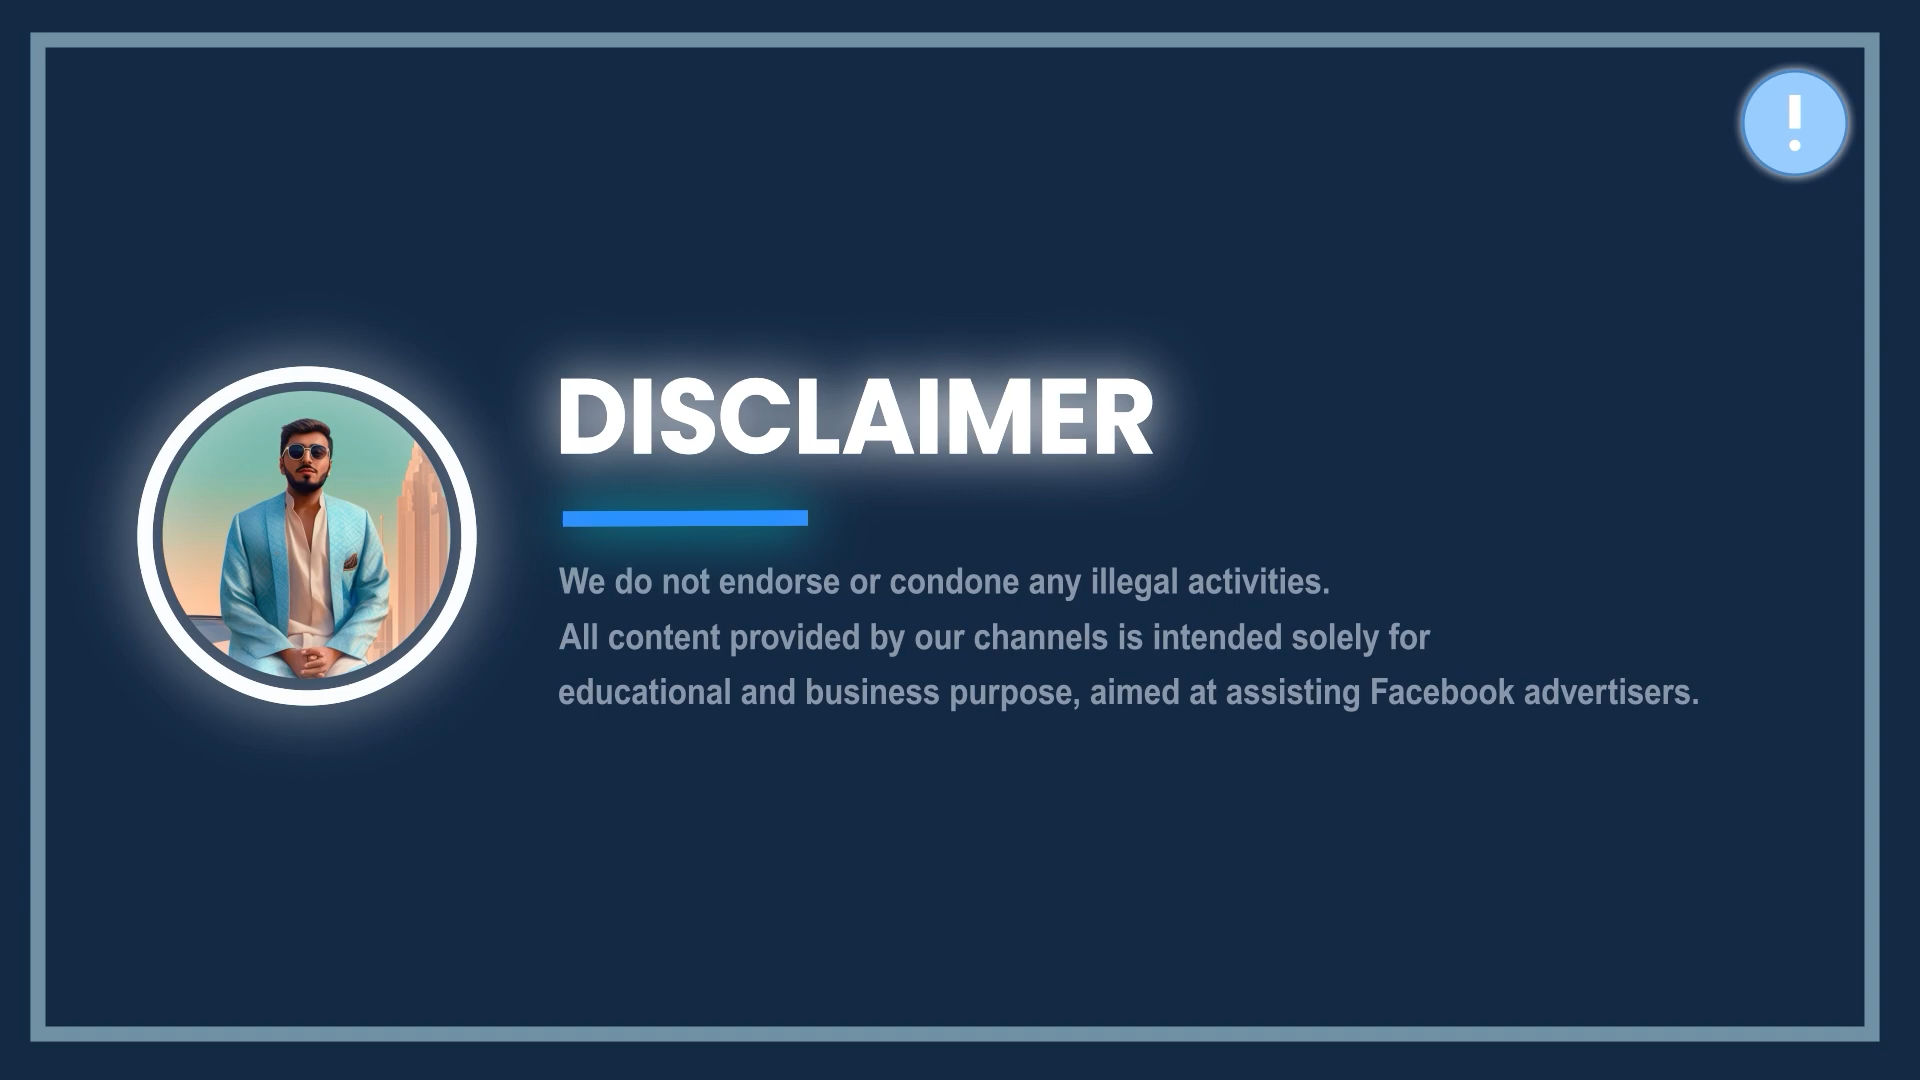 !
DISCLAIMER
We do not endorse or condone any illegal activities.
All content provided by our channels is intended solely for
educational and business purpose, aimed at assisting Facebook advertisers.